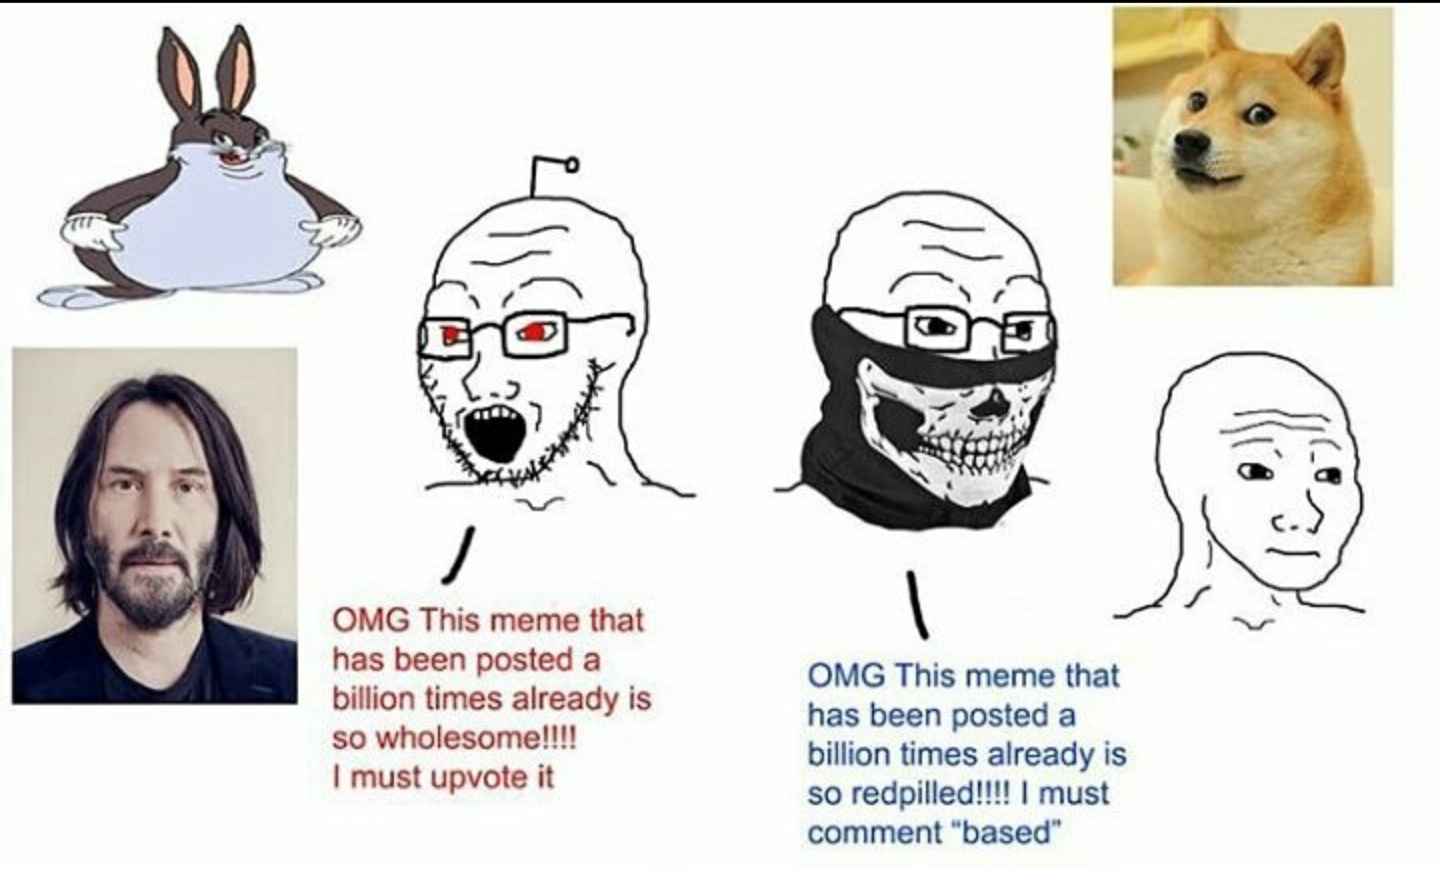 OMG This meme that
has been posted a
billion times already is
so wholesome!!!!
I must upvote it
OMG This meme that
has been posted a
billion times already is
so redpilled!!!! I must
comment “based”